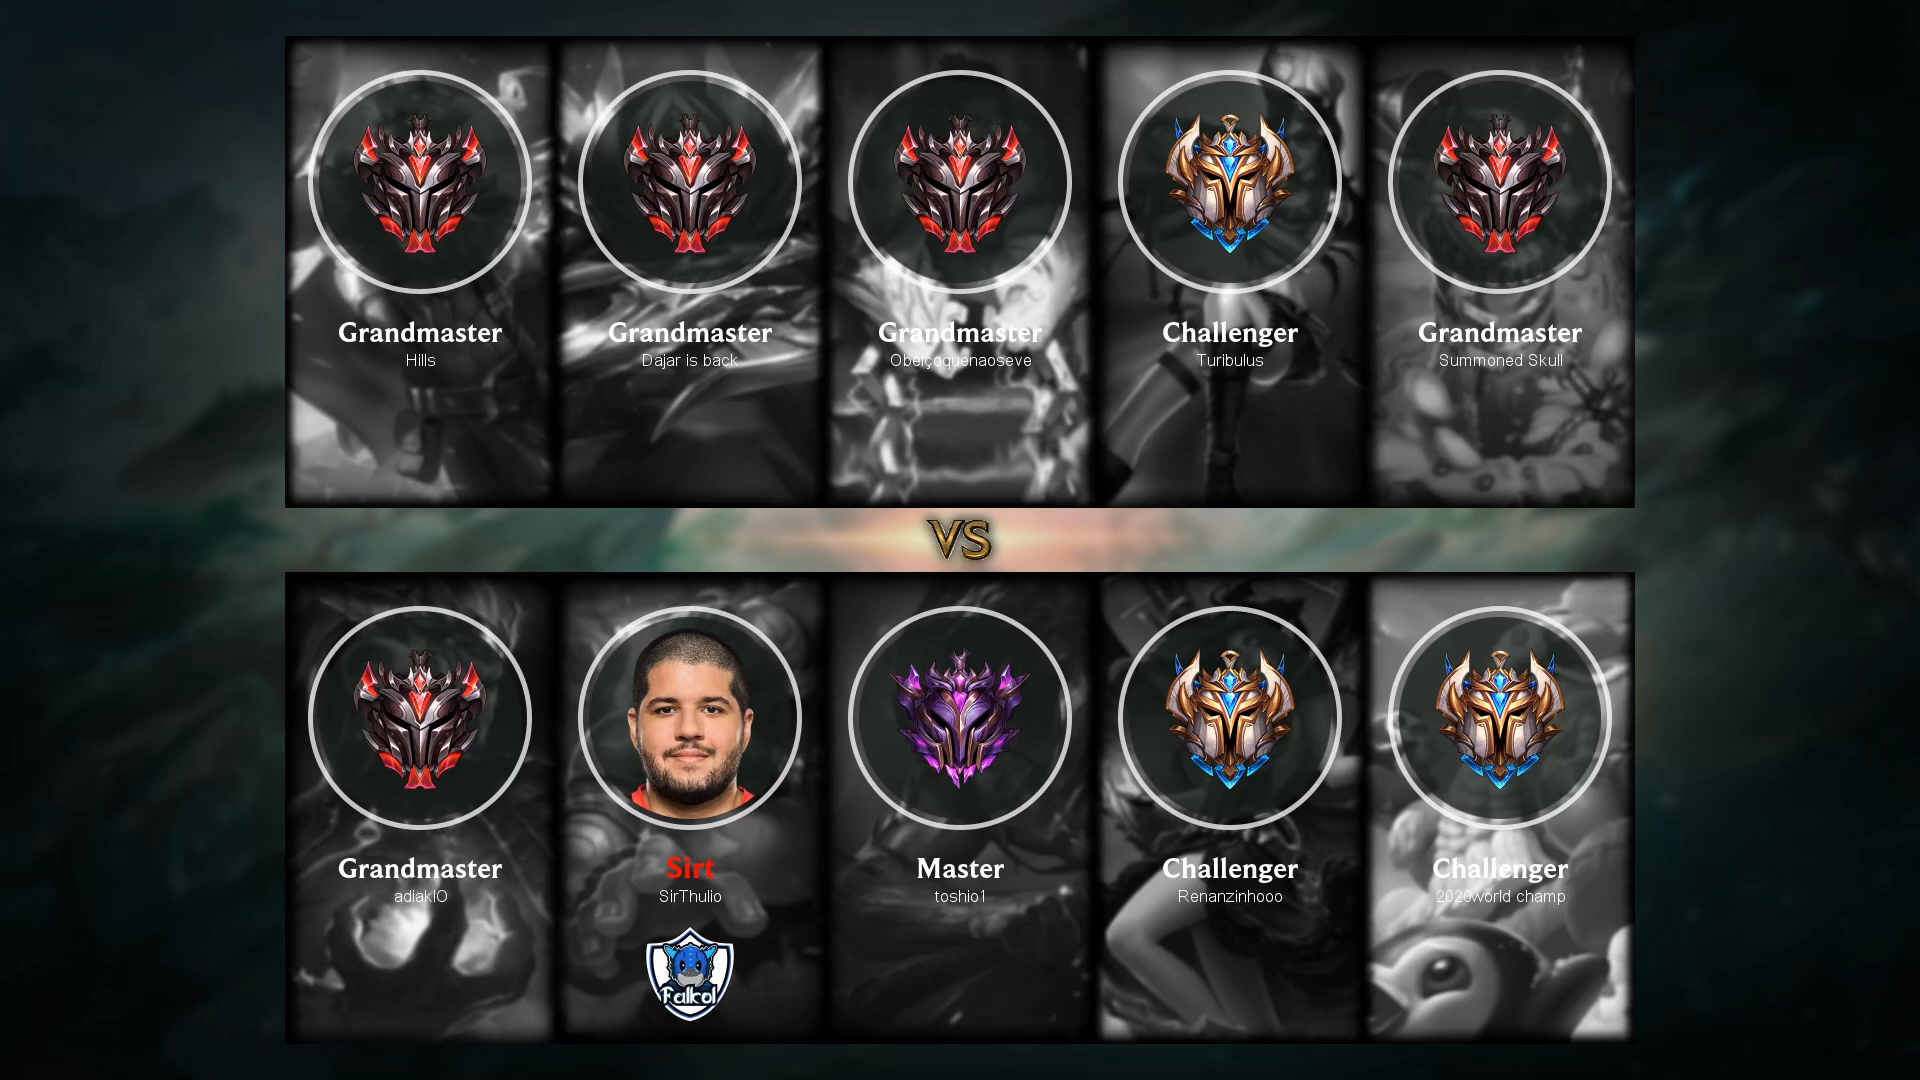 Grandmaster
Hills
Grandmaster
Dajar is back
Grandmaster
Obelçoquenaoseve
Challenger
Turibulus
Grandmaster
Summoned Skull
VS
Grandmaster
adiaklO
Sirt
SirThulio
Falkol
Master
toshio1
Challenger
Renanzinhooo
Challenger
2020world champ